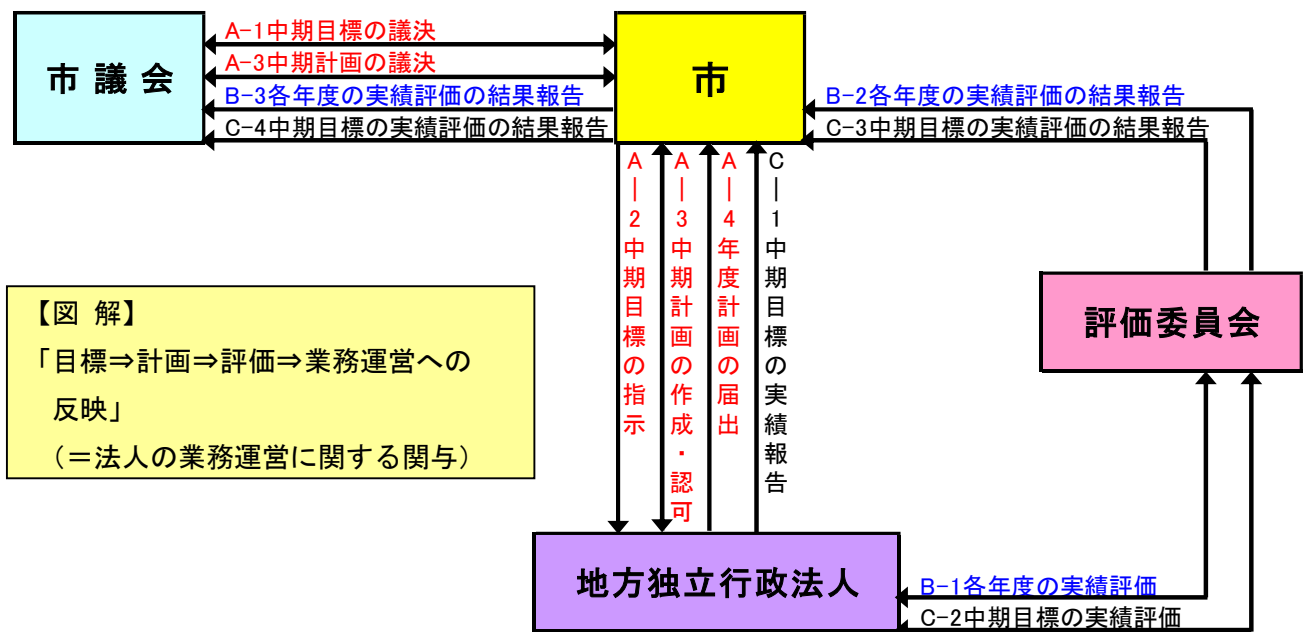 市 議 会
A-1中期目標の議決
A-3中期計画の議決
B-3各年度の実績評価の結果報告
C-4中期目標の実績評価の結果報告
市
B-2各年度の実績評価の結果報告
C-3中期目標の実績評価の結果報告
A―2中期目標の指示
A―3中期計画の作成・認可
A―4年度計画の届出
C―1中期目標の実績報告
【図 解】
「目標⇒計画⇒評価⇒業務運営への
反映」
（＝法人の業務運営に関する関与）
評価委員会
地方独立行政法人
B-1各年度の実績評価
C-2中期目標の実績評価